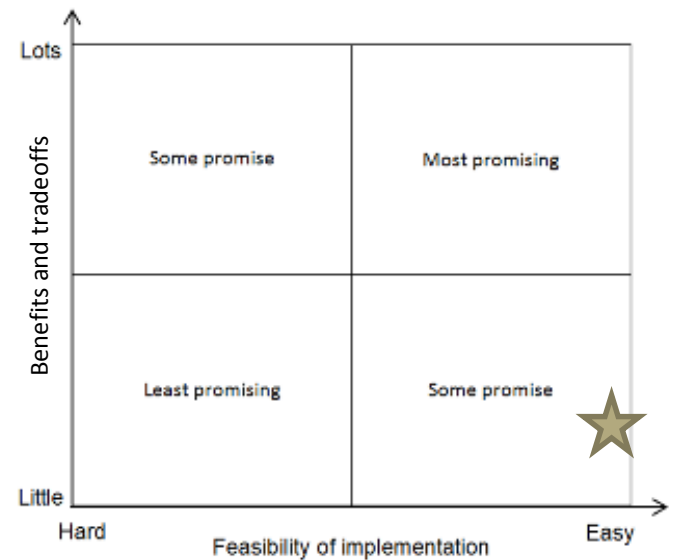 Lots
Benefits and tradeoffs
Some promise
Most promising
Least promising
Some promise
Little
Hard
Feasibility of implementation
Easy